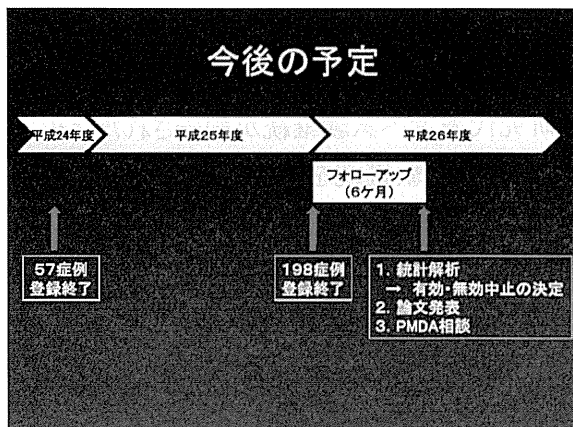 今後の予定
平成24年度
平成25年度
平成26年度
フォローアップ
(6ケ月)
57症例
登録終了
198症例
登録終了
1. 統計解析
→ 有効・無効中止の決定
2. 論文発表
3. PMDA相談